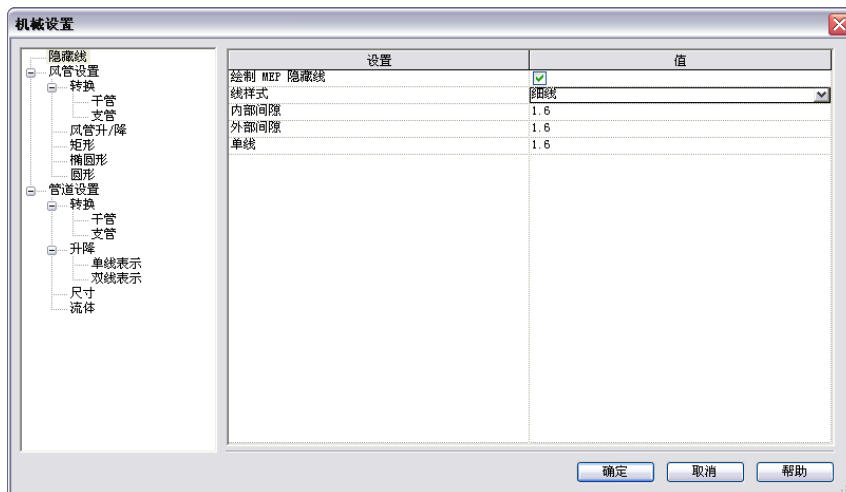 机械设置
隐藏线
风管设置
转换
干管
支管
风管升/降
矩形
椭圆形
圆形
管道设置
转换
干管
支管
升降
单线表示
双线表示
尺寸
流体
设置 值
绘制 MEP 隐藏线
线样式 细线
内部间隙 1.6
外部间隙 1.6
单线 1.6
确定 取消 帮助